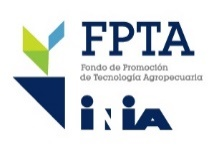 FPTA
Fondo de Promoción
de Tecnología Agropecuaria
INIA